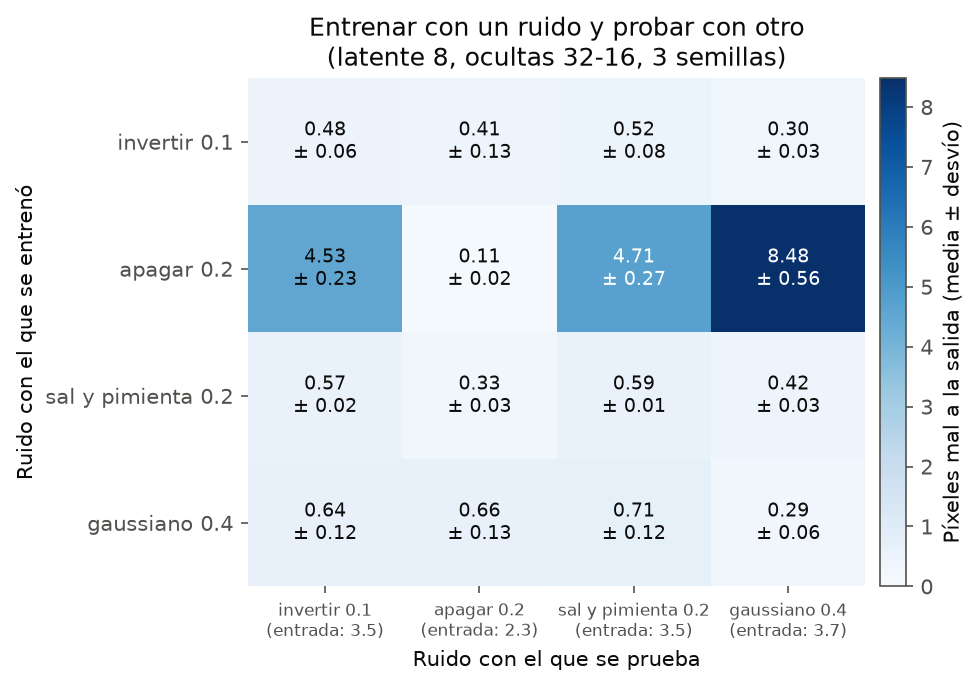 Entrenar con un ruido y probar con otro
(latente 8, ocultas 32-16, 3 semillas)
Ruido con el que se entrenó
invertir 0.1
0.48
± 0.06
0.41
± 0.13
0.52
± 0.08
0.30
± 0.03
apagar 0.2
4.53
± 0.23
0.11
± 0.02
4.71
± 0.27
8.48
± 0.56
sal y pimienta 0.2
0.57
± 0.02
0.33
± 0.03
0.59
± 0.01
0.42
± 0.03
gaussiano 0.4
0.64
± 0.12
0.66
± 0.13
0.71
± 0.12
0.29
± 0.06
invertir 0.1
(entrada: 3.5)
apagar 0.2
(entrada: 2.3)
sal y pimienta 0.2
(entrada: 3.5)
gaussiano 0.4
(entrada: 3.7)
Ruido con el que se prueba
8
7
6
5
4
3
2
1
0
Píxeles mal a la salida (media ± desvío)